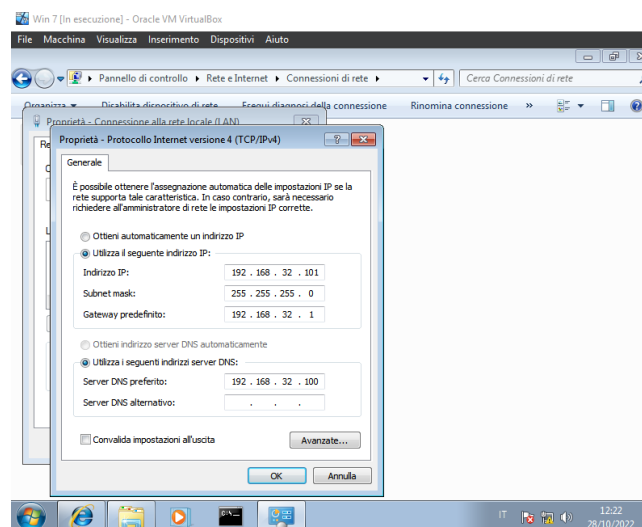 Win 7 [In esecuzione] - Oracle VM VirtualBox
File Macchina Visualizza Inserimento Dispositivi Aiuto
Pannello di controllo Rete e Internet Connessioni di rete Cerca Connessioni di rete
Organizza Disabilita dispositivo di rete Esegui diagnosi della connessione Rinomina connessione »
Proprietà - Connessione alla rete locale (LAN)
Re
Proprietà - Protocollo Internet versione 4 (TCP/IPv4)
Generale
È possibile ottenere l'assegnazione automatica delle impostazioni IP se la
rete supporta tale caratteristica. In caso contrario, sarà necessario
richiedere all'amministratore di rete le impostazioni IP corrette.
Ottieni automaticamente un indirizzo IP
Utilizza il seguente indirizzo IP:
Indirizzo IP: 192 . 168 . 32 . 101
Subnet mask: 255 . 255 . 255 . 0
Gateway predefinito: 192 . 168 . 32 . 1
Ottieni indirizzo server DNS automaticamente
Utilizza i seguenti indirizzi server DNS:
Server DNS preferito: 192 . 168 . 32 . 100
Server DNS alternativo: . . .
Convalida impostazioni all'uscita Avanzate...
OK Annulla
IT 12:22
28/10/2022